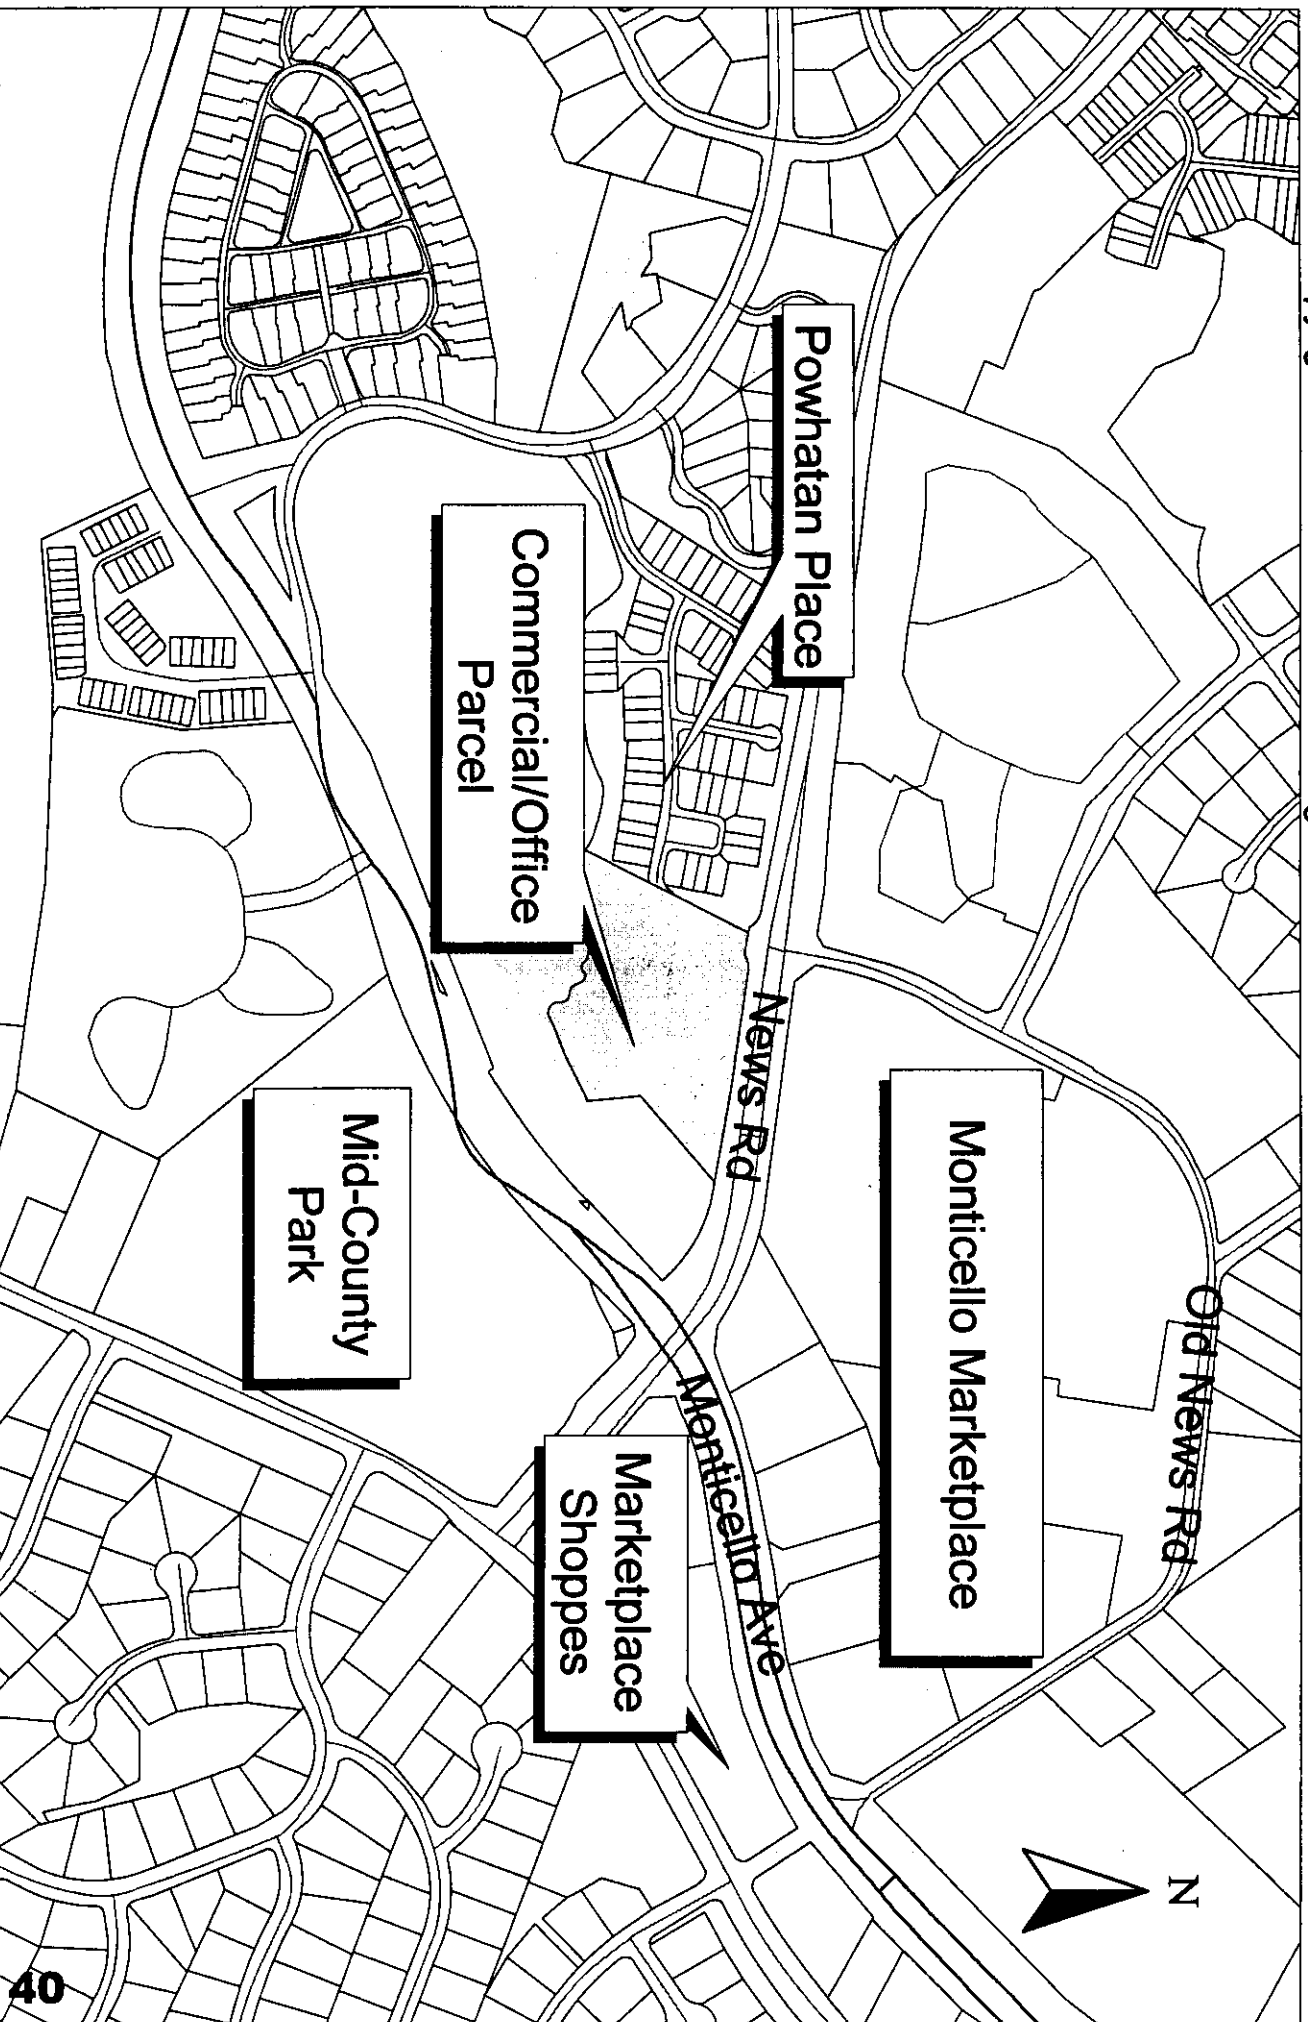 N
Old News Rd
Monticello Marketplace
Powhatan Place
News Rd
Monticello Ave
Commercial/Office
Parcel
Marketplace
Shoppes
Mid-County
Park
40